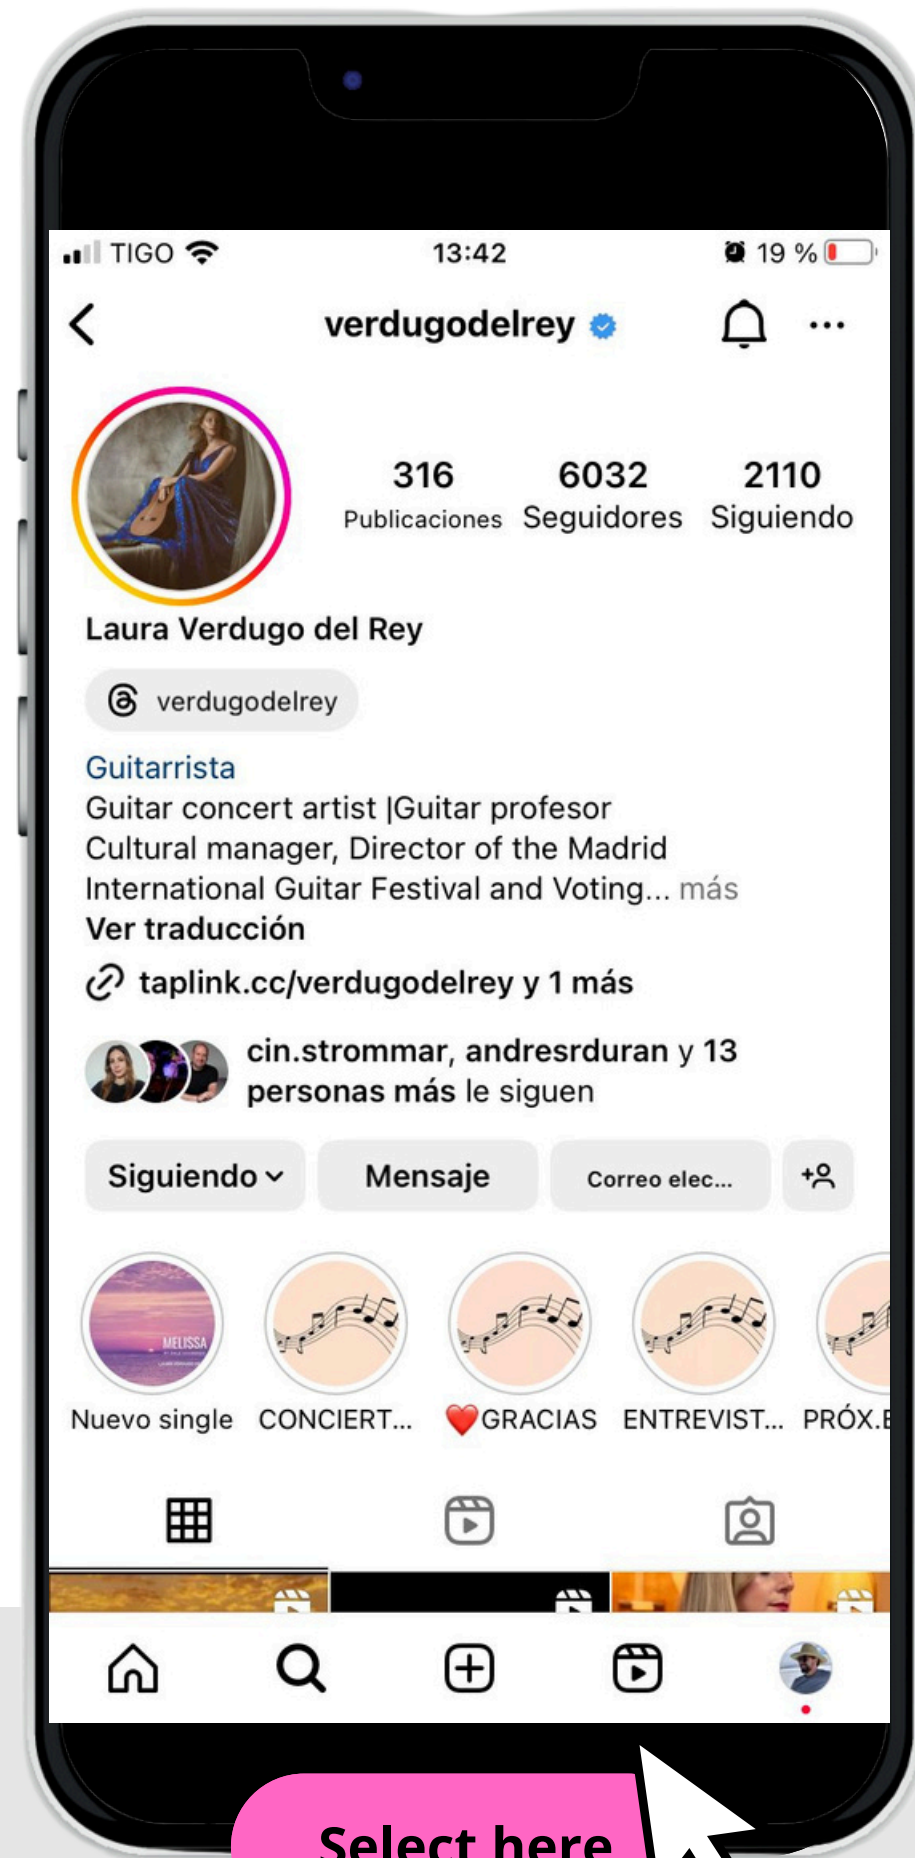 TIGO 13:42 19 %
verdugodelrey
316 6032 2110
Publicaciones Seguidores Siguiendo
Laura Verdugo del Rey
verdugodelrey
Guitarrista
Guitar concert artist |Guitar profesor
Cultural manager, Director of the Madrid
International Guitar Festival and Voting... más
Ver traducción
taplink.cc/verdugodelrey y 1 más
cin.strommar, andresrduran y 13
personas más le siguen
Siguiendo Mensaje Correo elec...
MELISSA
Nuevo single CONCIERT... ❤️GRACIAS ENTREVIST... PRÓX.E
Select here